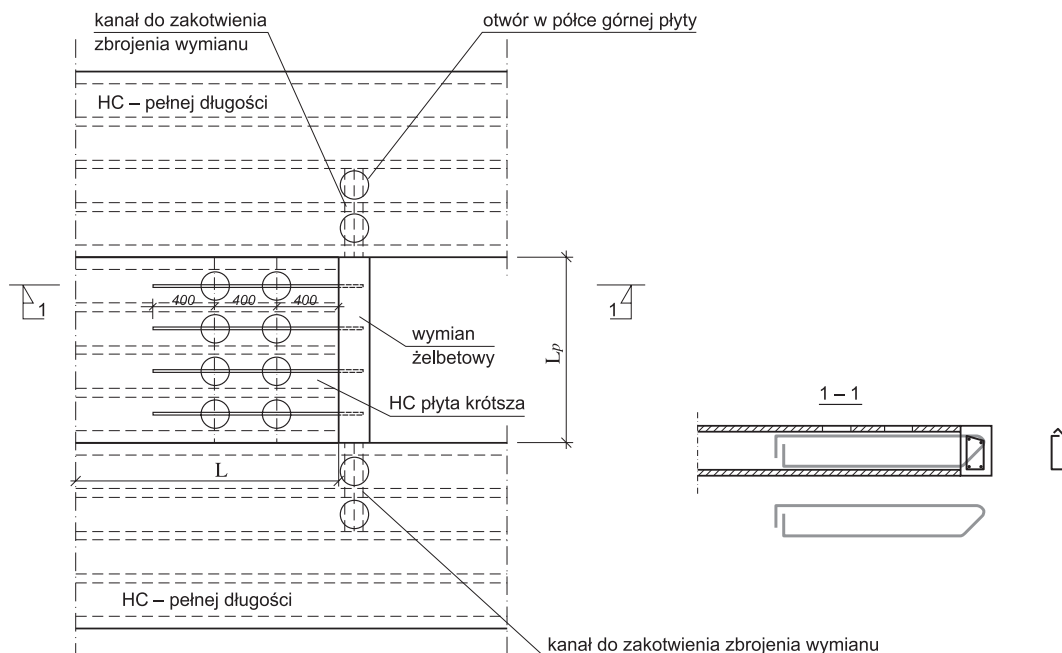 kanał do zakotwienia
zbrojenia wymianu
otwór w półce górnej płyty
HC – pełnej długości
1
400 400 400
1
wymian
żelbetowy
Lp
HC płyta krótsza
1 – 1
L
HC – pełnej długości
kanał do zakotwienia zbrojenia wymianu